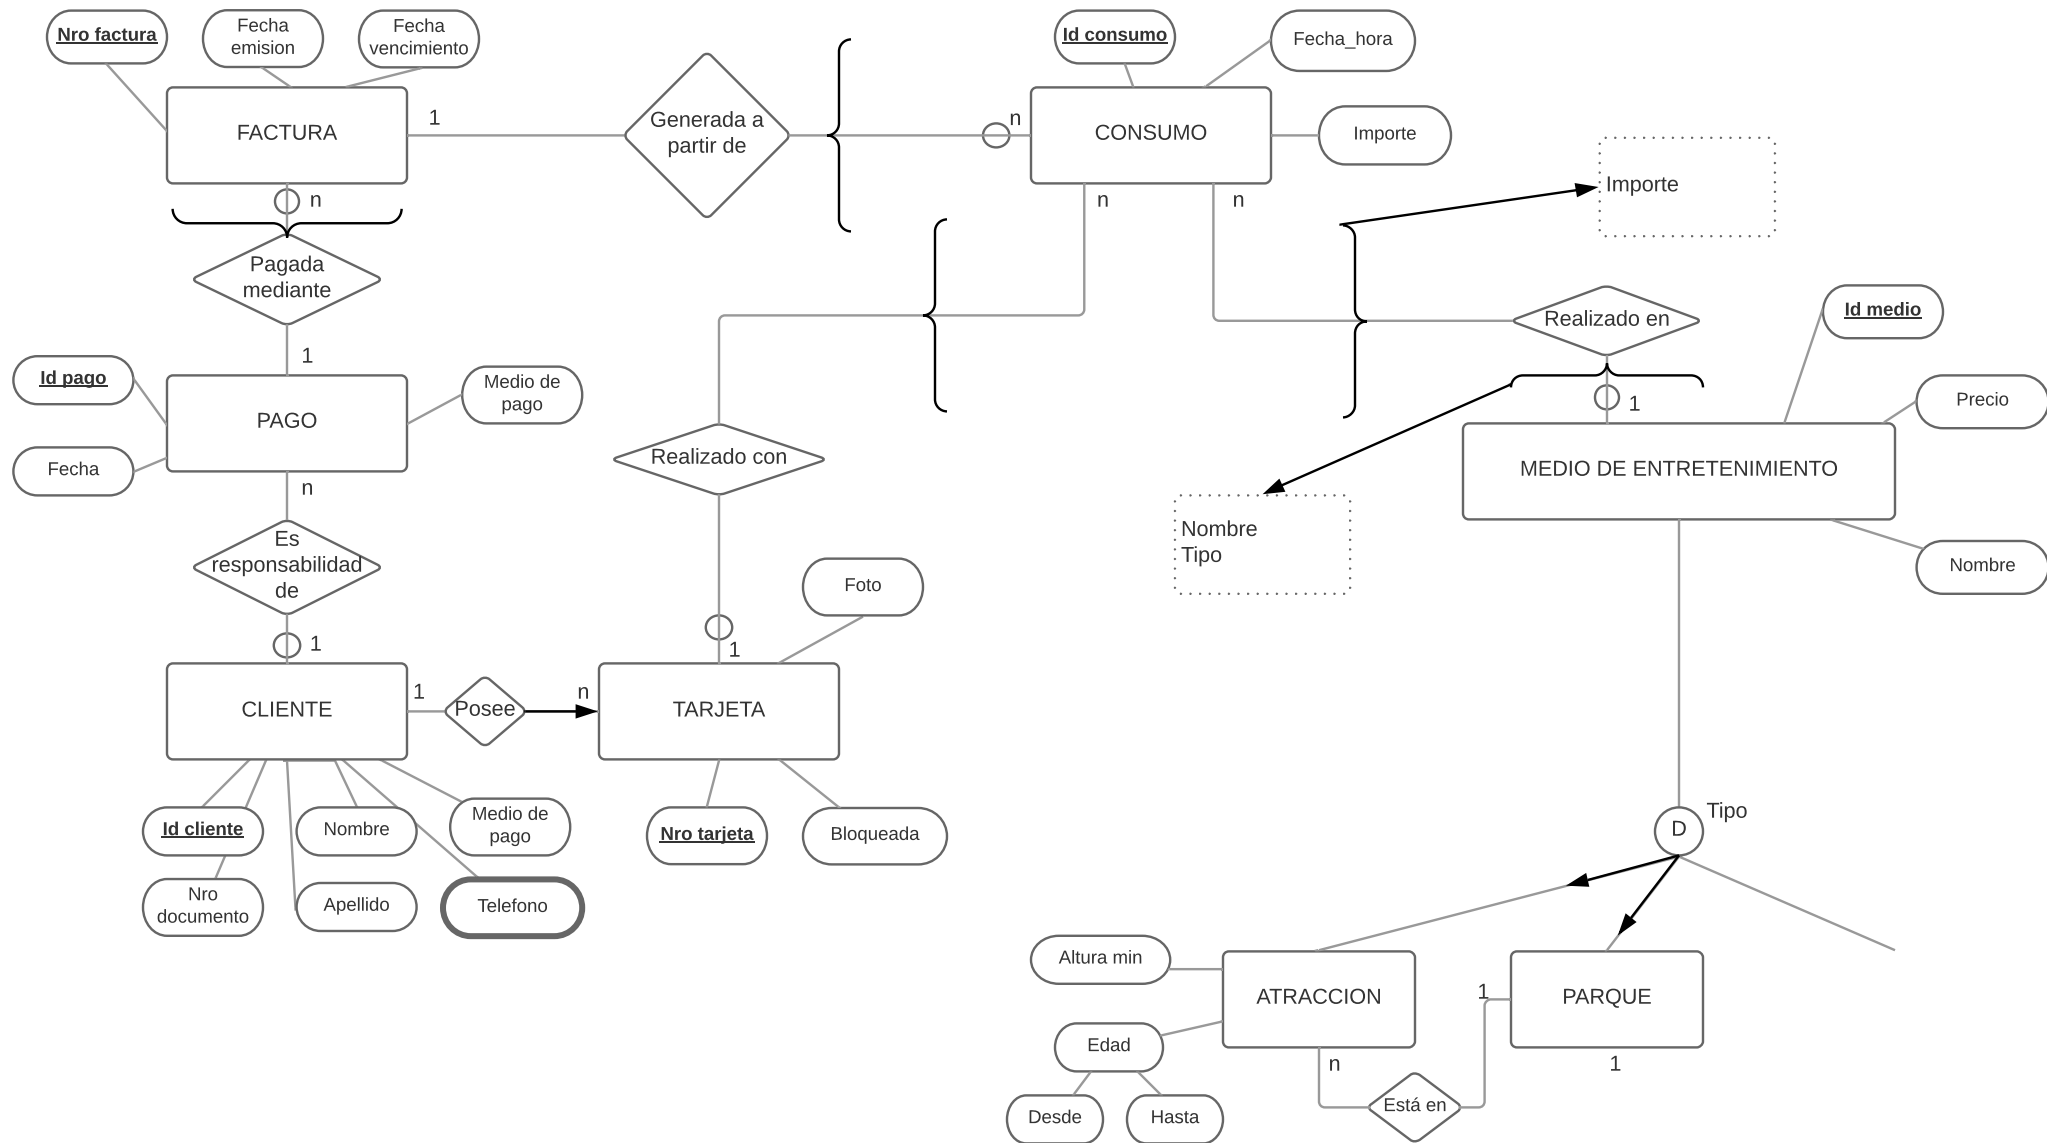 Nro factura
Fecha
emision
Fecha
vencimiento
Id consumo
Fecha_hora
FACTURA
1
Generada a
partir de
n
CONSUMO
Importe
n
n
n
Importe
Pagada
mediante
1
Realizado en
Id medio
Id pago
PAGO
Medio de
pago
Fecha
n
1
Precio
Realizado con
MEDIO DE ENTRETENIMIENTO
Nombre
Tipo
Nombre
Es
responsabilidad
de
Foto
1
1
CLIENTE
1
Posee
n
TARJETA
Id cliente
Nombre
Medio de
pago
Nro tarjeta
Bloqueada
D
Tipo
Nro
documento
Apellido
Telefono
Altura min
ATRACCION
1
PARQUE
Edad
n
1
Desde
Hasta
Está en